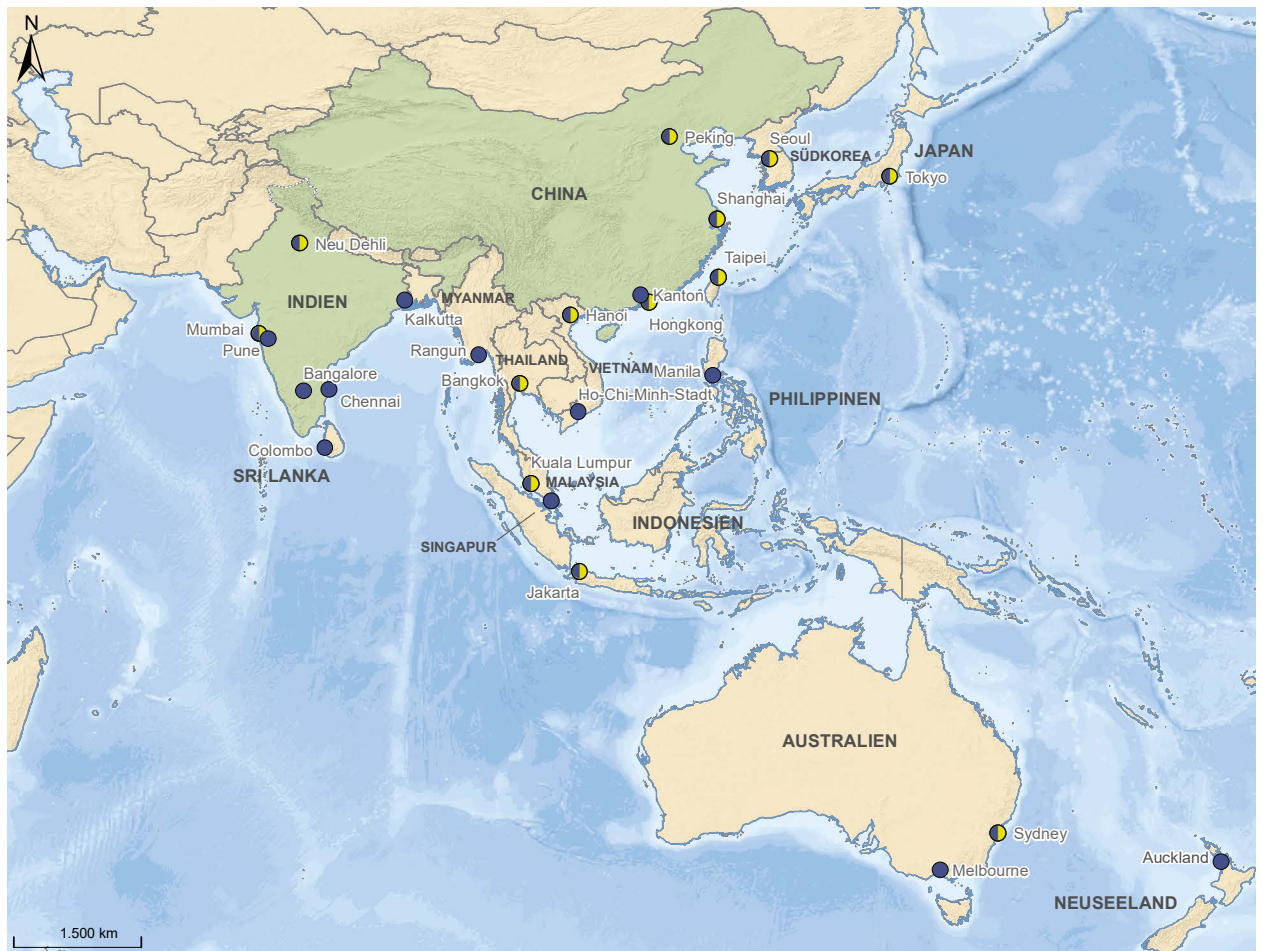 N
Peking
Seoul
SÜDKOREA
JAPAN
Tokyo
CHINA
Shanghai
Neu Dehli
Taipei
INDIEN
MYANMAR
Kanton
Kalkutta
Hanoi
Hongkong
Mumbai
Pune
Rangun
THAILAND
VIETNAM
Manila
Bangalore
Bangkok
Chennai
Ho-Chi-Minh-Stadt
PHILIPPINEN
Colombo
SRI LANKA
Kuala Lumpur
MALAYSIA
INDONESIEN
SINGAPUR
Jakarta
AUSTRALIEN
Sydney
Melbourne
Auckland
NEUSEELAND
1.500 km